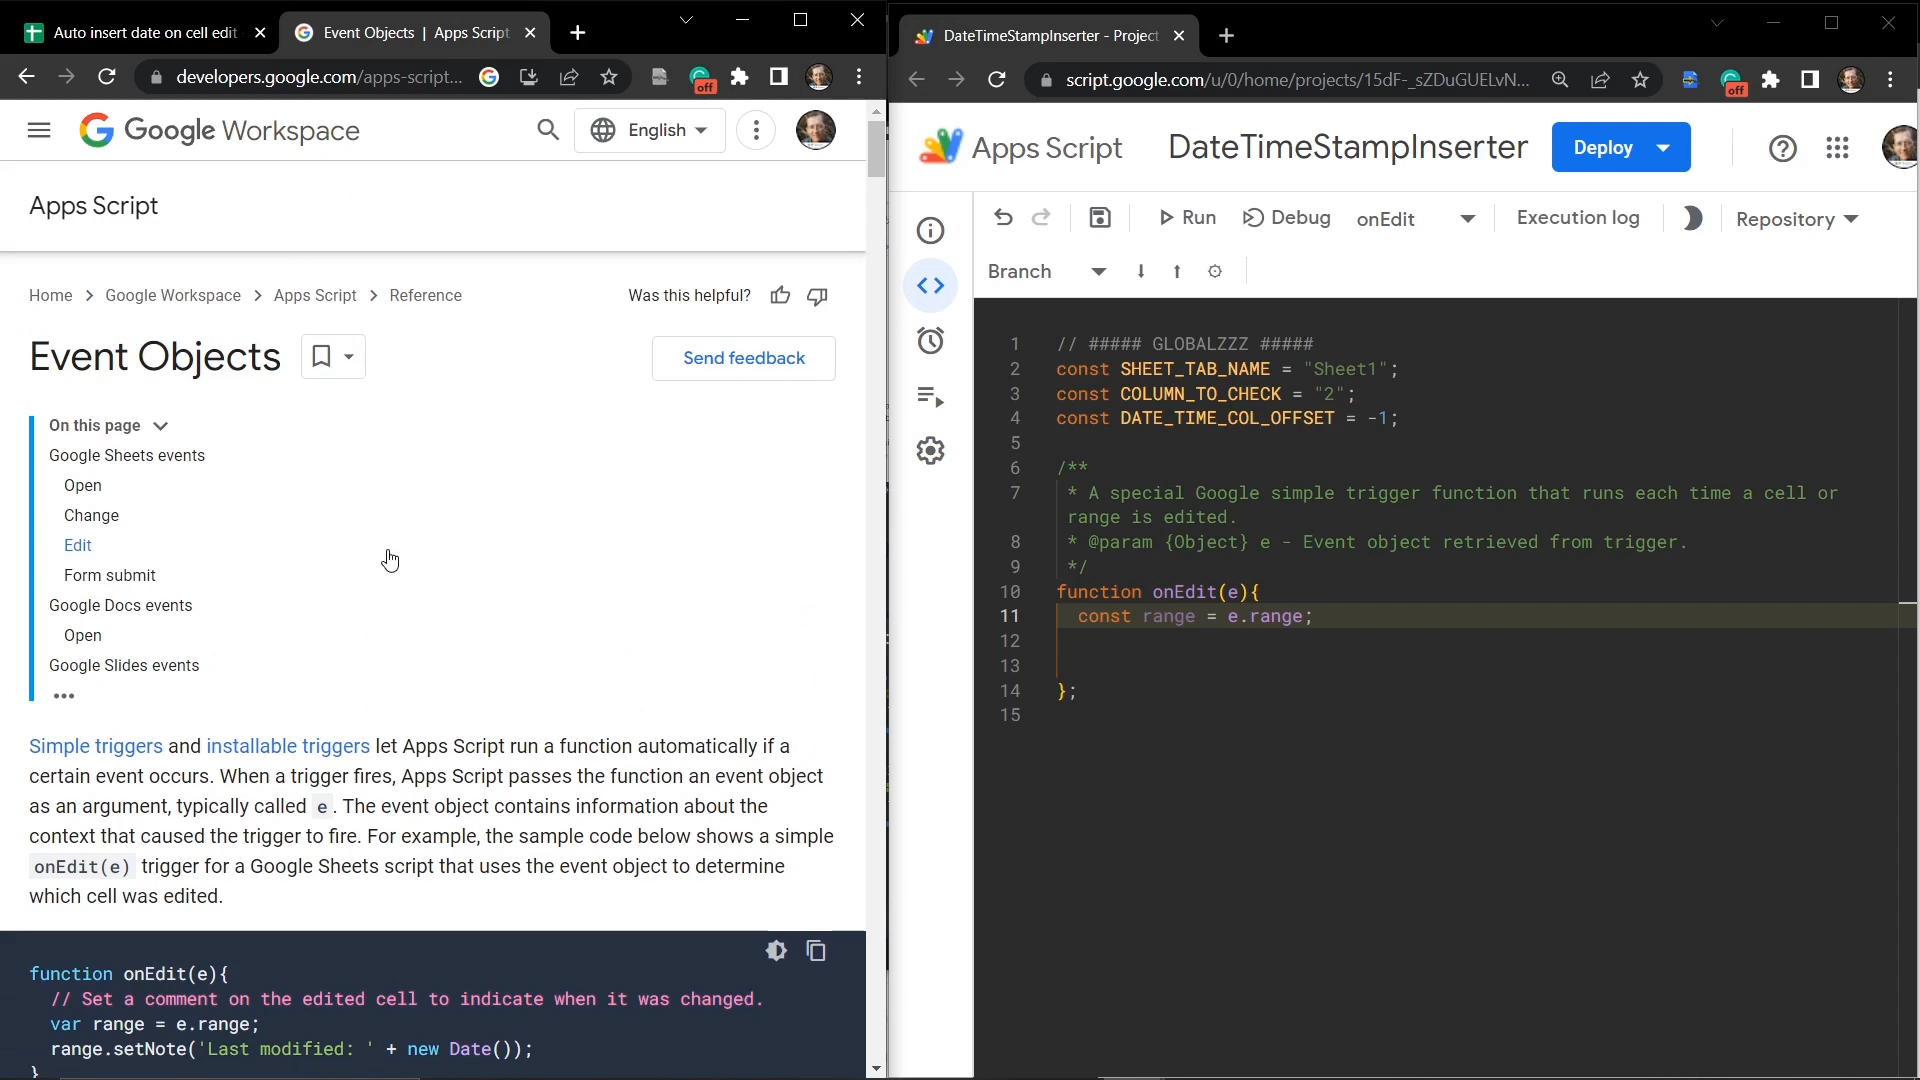 Auto insert date on cell edit
Event Objects | Apps Script
developers.google.com/apps-script...
off
Google Workspace
English
Apps Script
Home > Google Workspace > Apps Script > Reference
Was this helpful?
Event Objects
Send feedback
On this page
Google Sheets events
Open
Change
Edit
Form submit
Google Docs events
Open
Google Slides events
•••
Simple triggers and installable triggers let Apps Script run a function automatically if a
certain event occurs. When a trigger fires, Apps Script passes the function an event object
as an argument, typically called e. The event object contains information about the
context that caused the trigger to fire. For example, the sample code below shows a simple
onEdit(e) trigger for a Google Sheets script that uses the event object to determine
which cell was edited.
function onEdit(e){
// Set a comment on the edited cell to indicate when it was changed.
var range = e.range;
range.setNote('Last modified: ' + new Date());
}
DateTimeStampInserter - Project
script.google.com/u/0/home/projects/15dF-_sZDuGUELvN...
off
Apps Script
DateTimeStampInserter
Deploy
Run
Debug
onEdit
Execution log
Repository
Branch
1 // ##### GLOBALZZZ #####
2 const SHEET_TAB_NAME = "Sheet1";
3 const COLUMN_TO_CHECK = "2";
4 const DATE_TIME_COL_OFFSET = -1;
5
6 /**
7 * A special Google simple trigger function that runs each time a cell or
range is edited.
8 * @param {Object} e - Event object retrieved from trigger.
9 */
10 function onEdit(e){
11 const range = e.range;
12
13
14 };
15